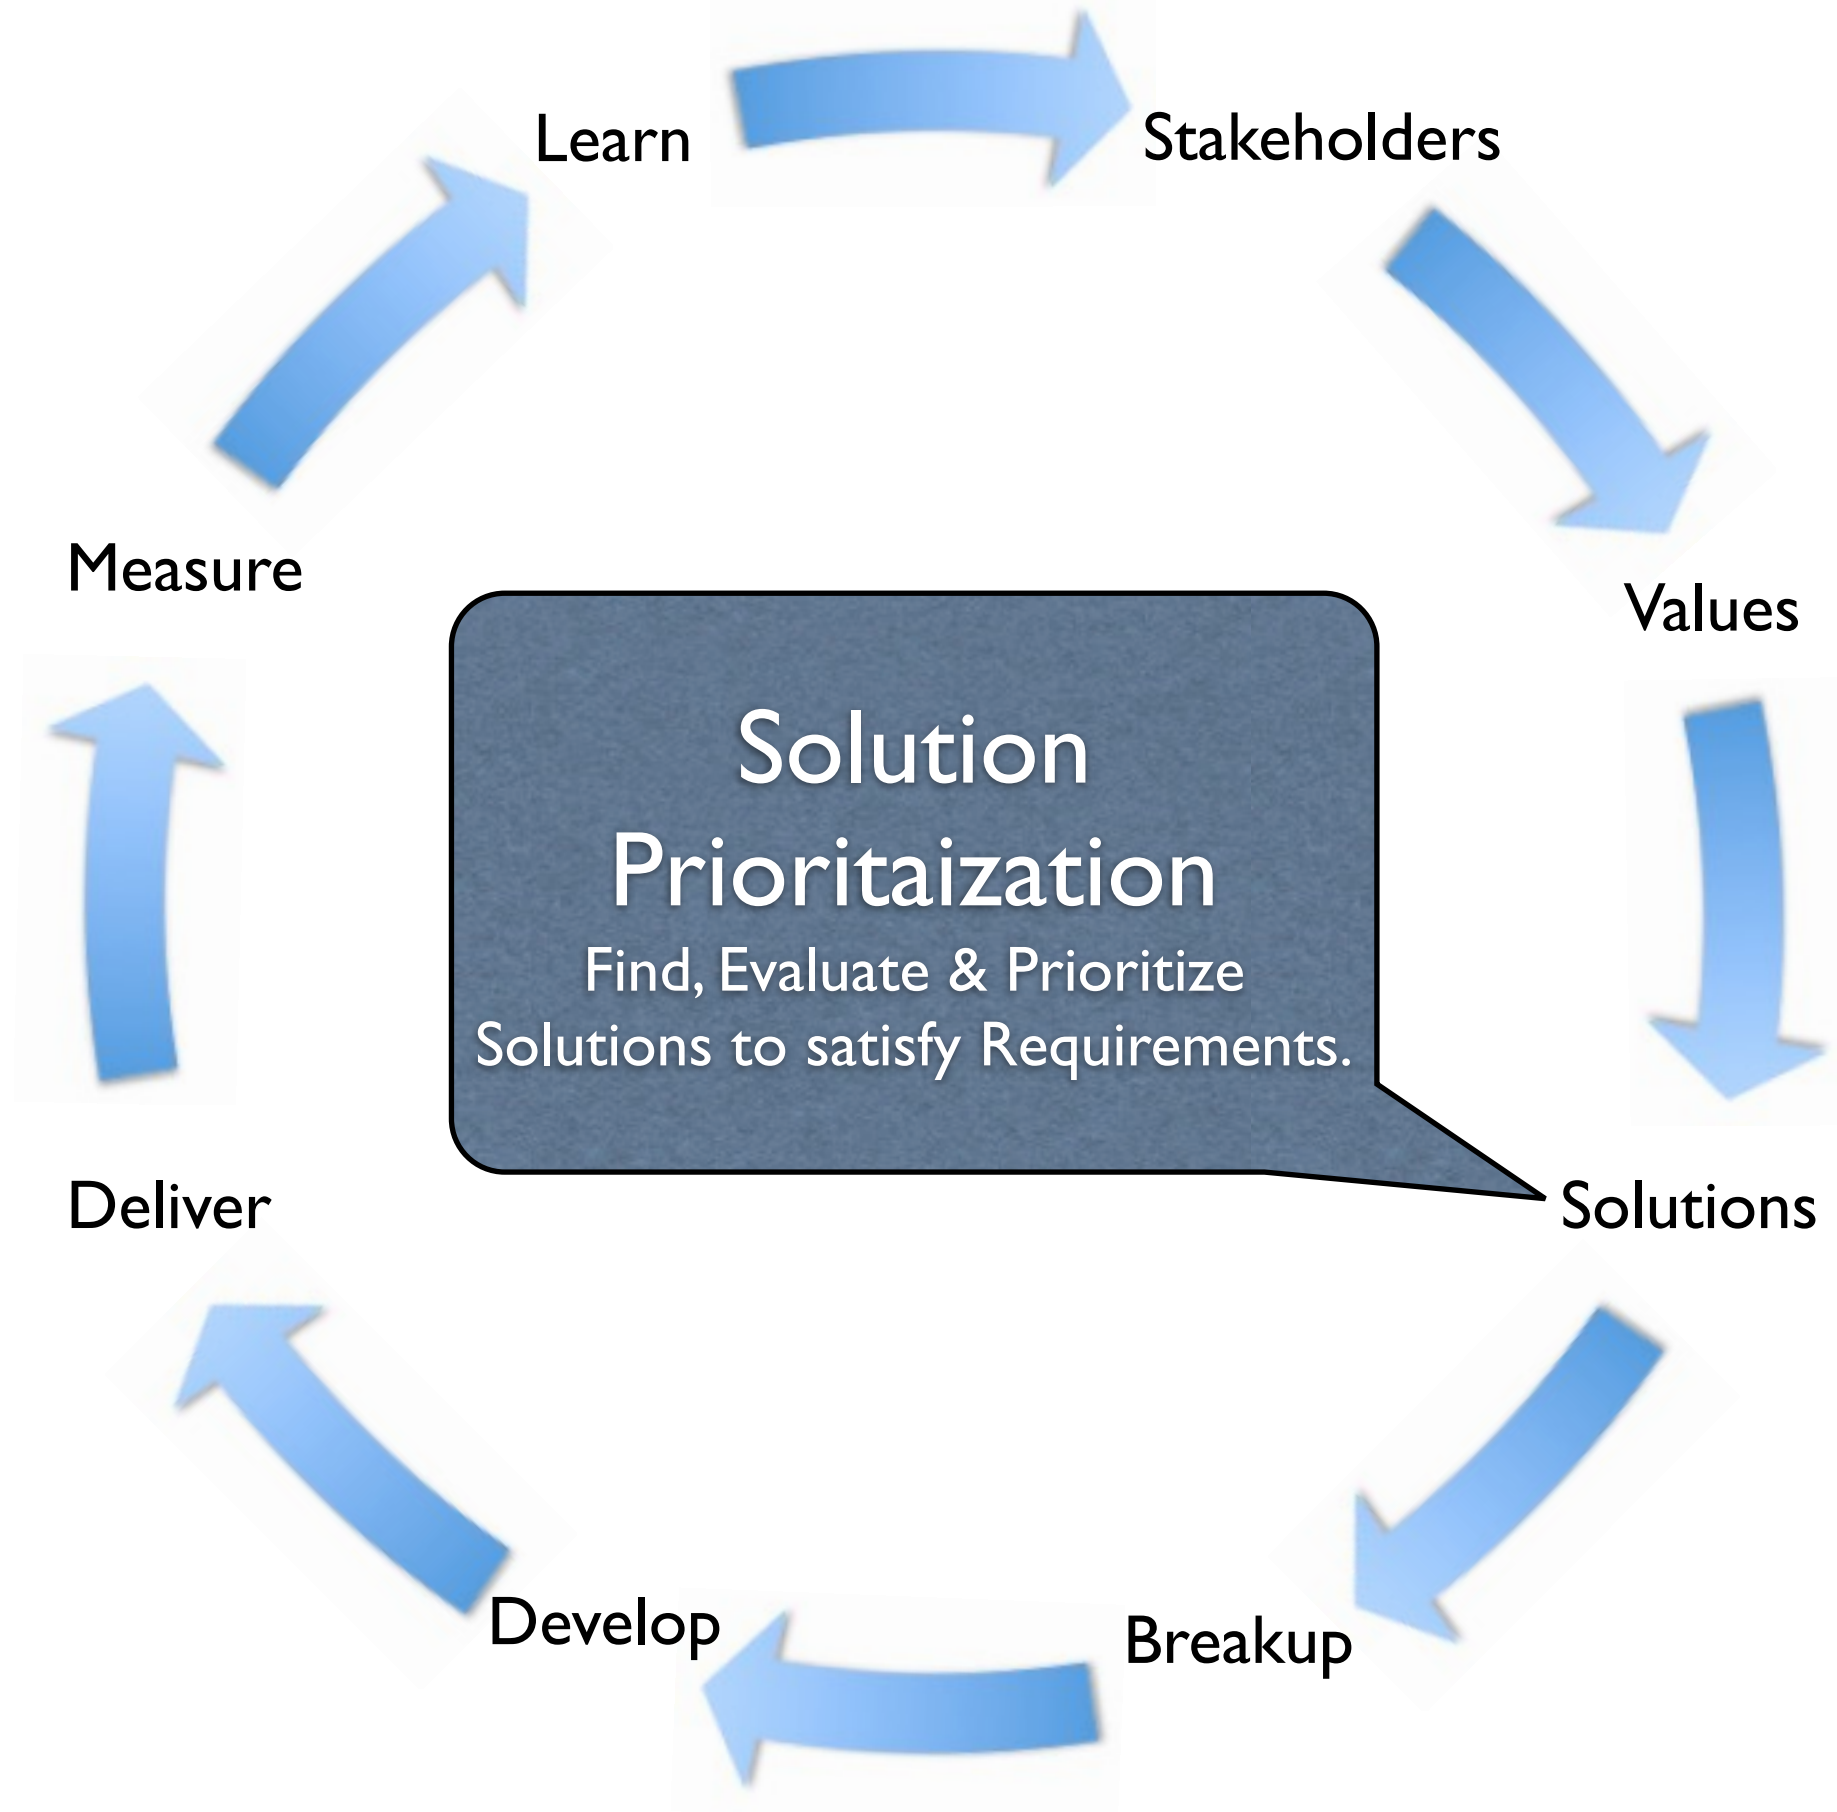 Learn
Stakeholders
Measure
Values
Solution
Prioritaization
Find, Evaluate & Prioritize
Solutions to satisfy Requirements.
Deliver
Solutions
Develop
Breakup